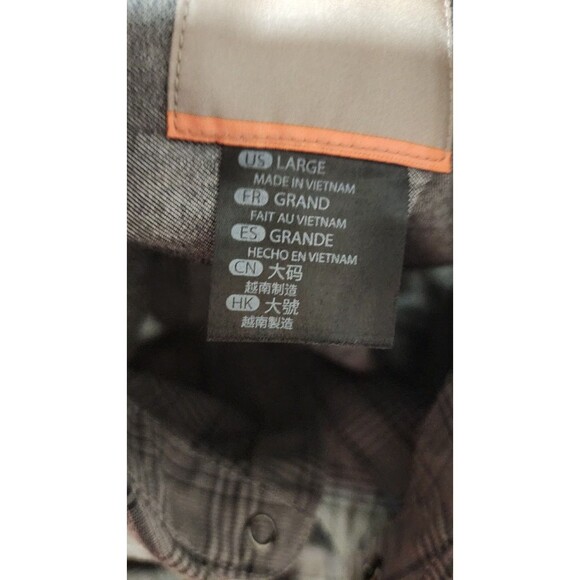 US LARGE
MADE IN VIETNAM
FR GRAND
FAIT AU VIETNAM
ES GRANDE
HECHO EN VIETNAM
CN 大码
越南制造
HK 大號
越南製造